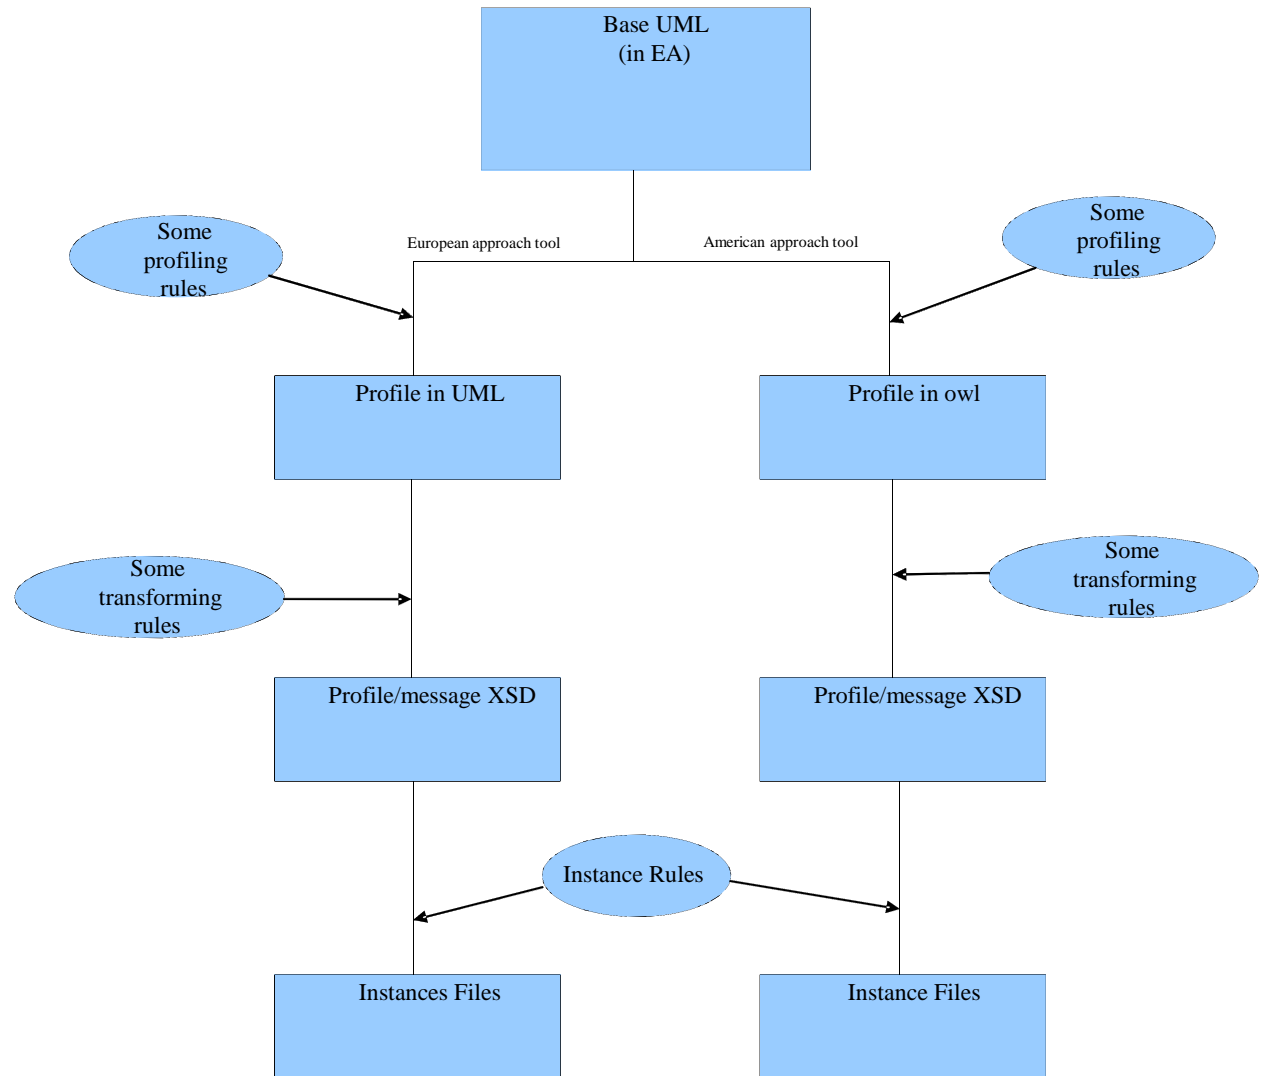 Base UML
(in EA)
European approach tool
American approach tool
Some
profiling
rules
Some
profiling
rules
Profile in UML
Profile in owl
Some
transforming
rules
Some
transforming
rules
Profile/message XSD
Profile/message XSD
Instance Rules
Instances Files
Instance Files